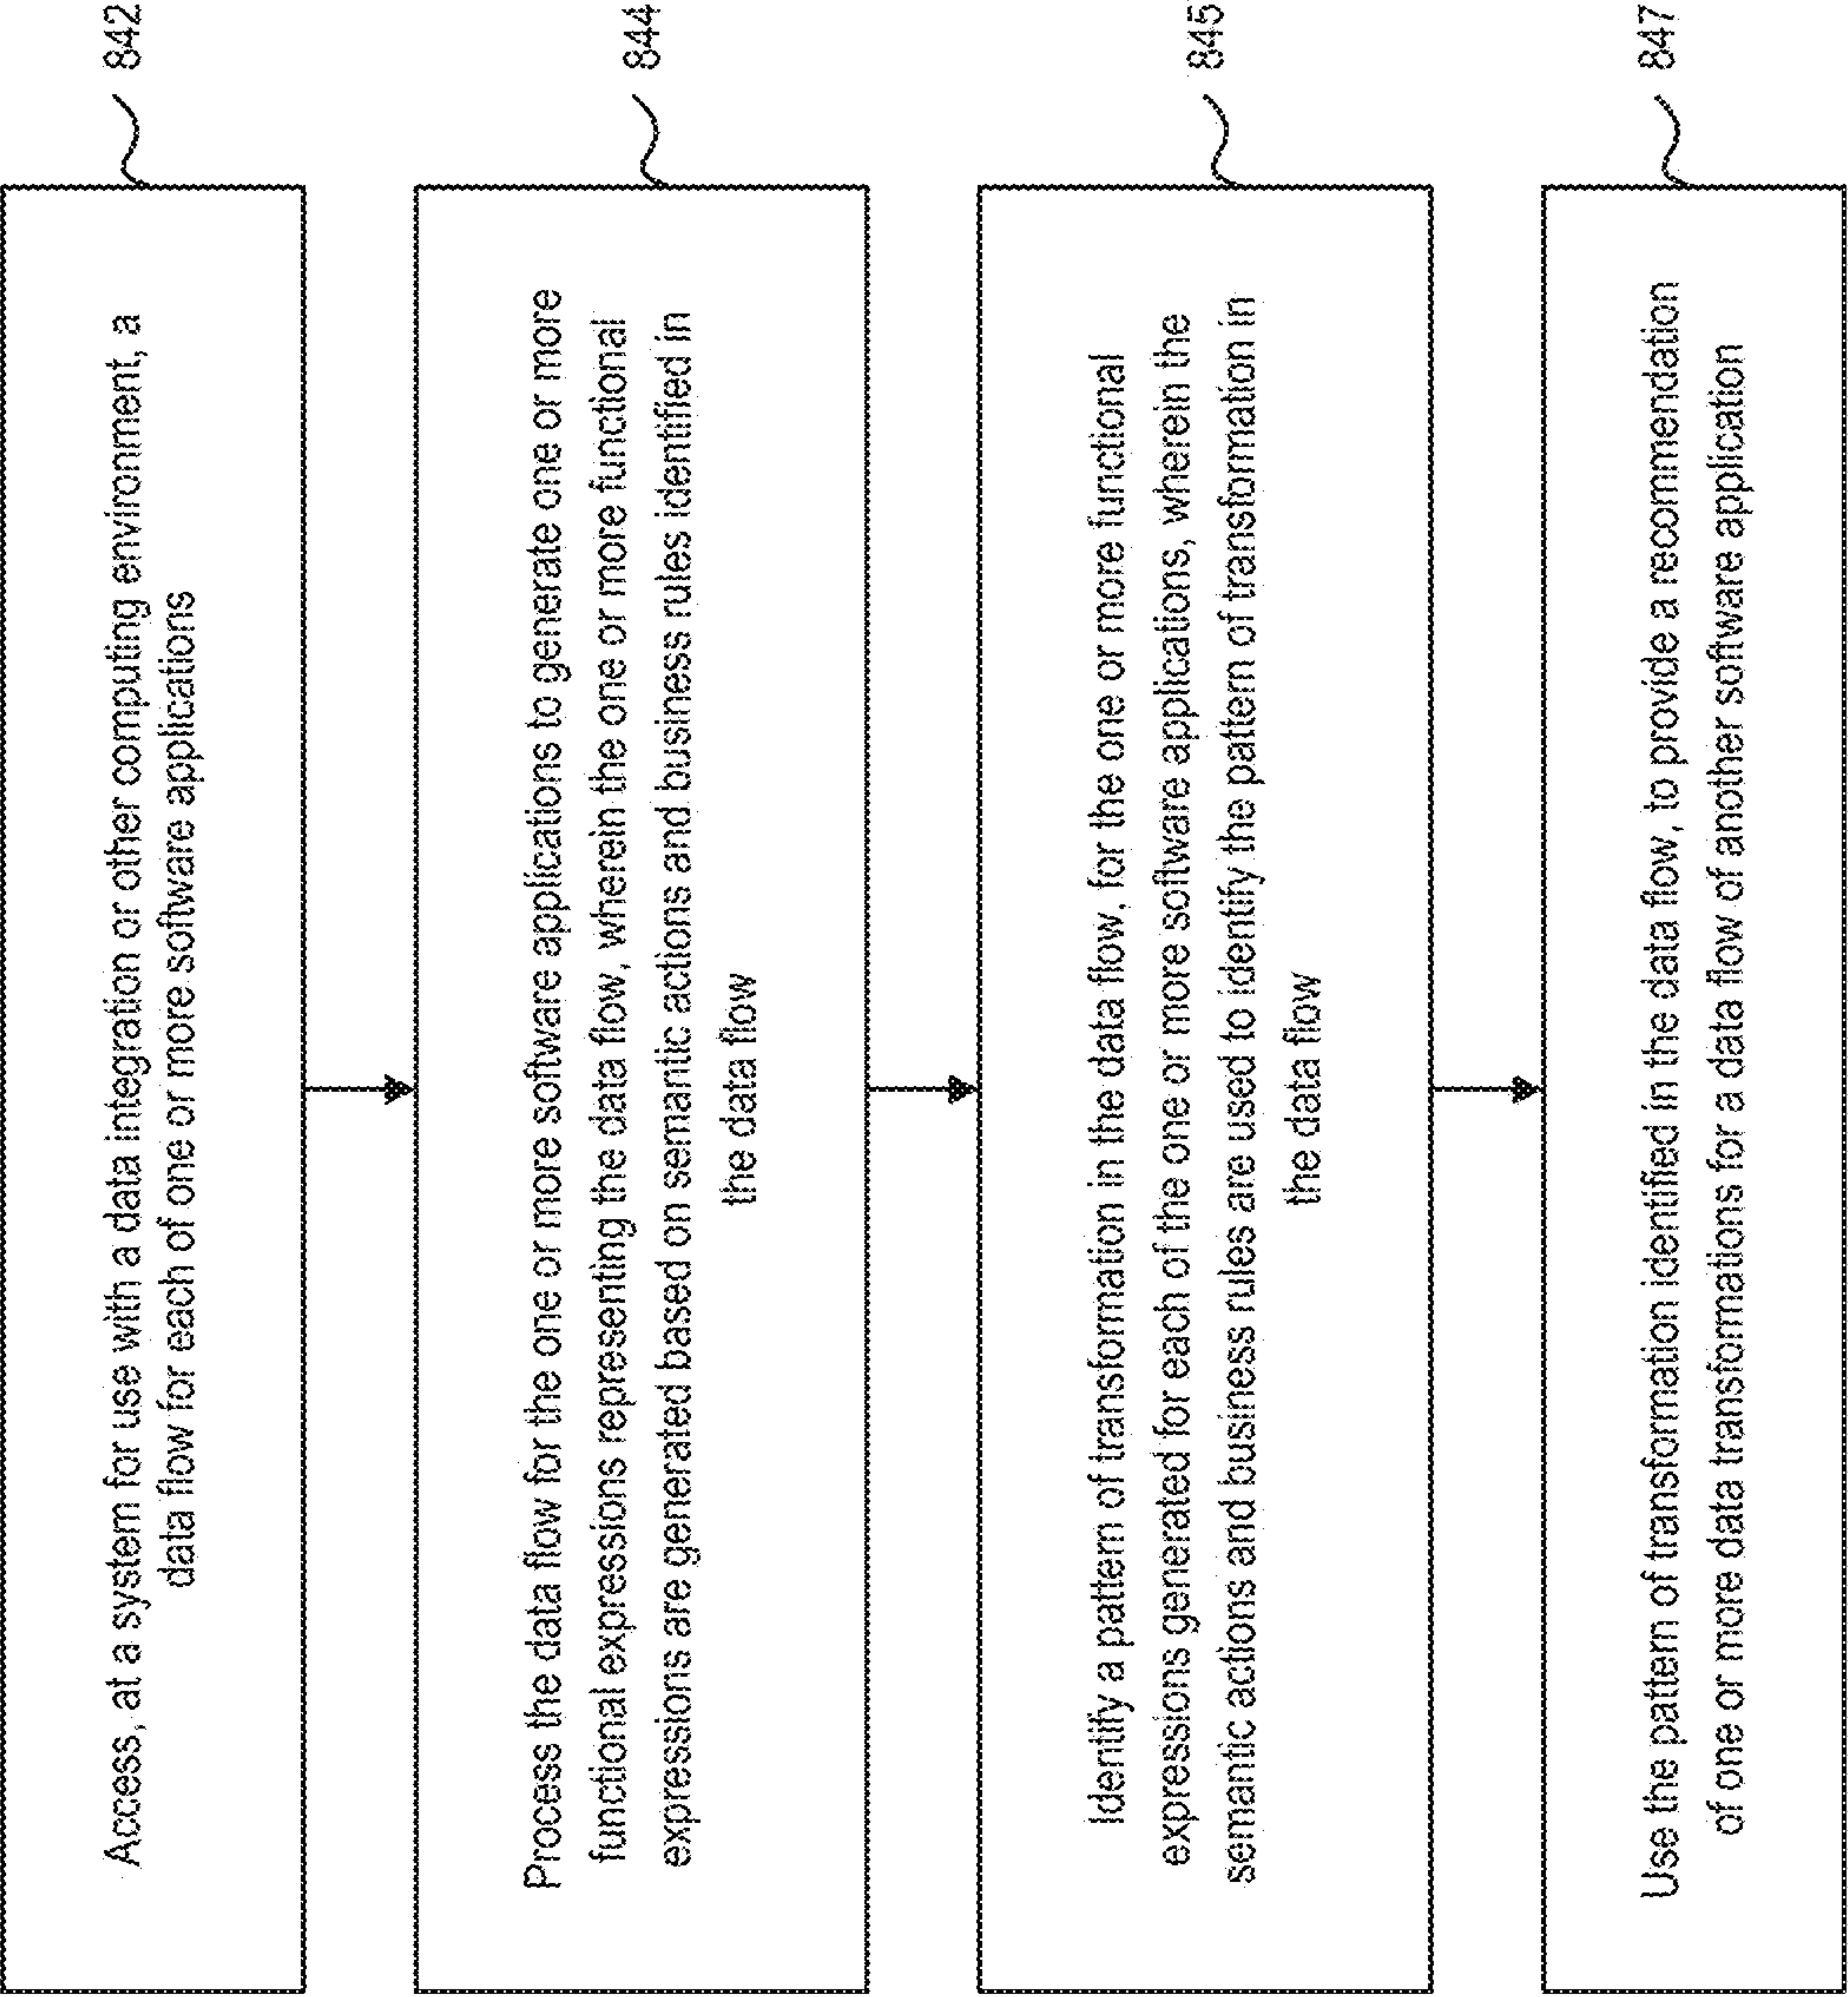 Access, at a system for use with a data integration or other computing environment, a
data flow for each of one or more software applications
842
Process the data flow for the one or more software applications to generate one or more
functional expressions representing the data flow, wherein the one or more functional
expressions are generated based on semantic actions and business rules identified in
the data flow
844
Identify a pattern of transformation in the data flow, for the one or more functional
expressions generated for each of the one or more software applications, wherein the
semantic actions and business rules are used to identify the pattern of transformation in
the data flow
845
Use the pattern of transformation identified in the data flow, to provide a recommendation
of one or more data transformations for a data flow of another software application
847